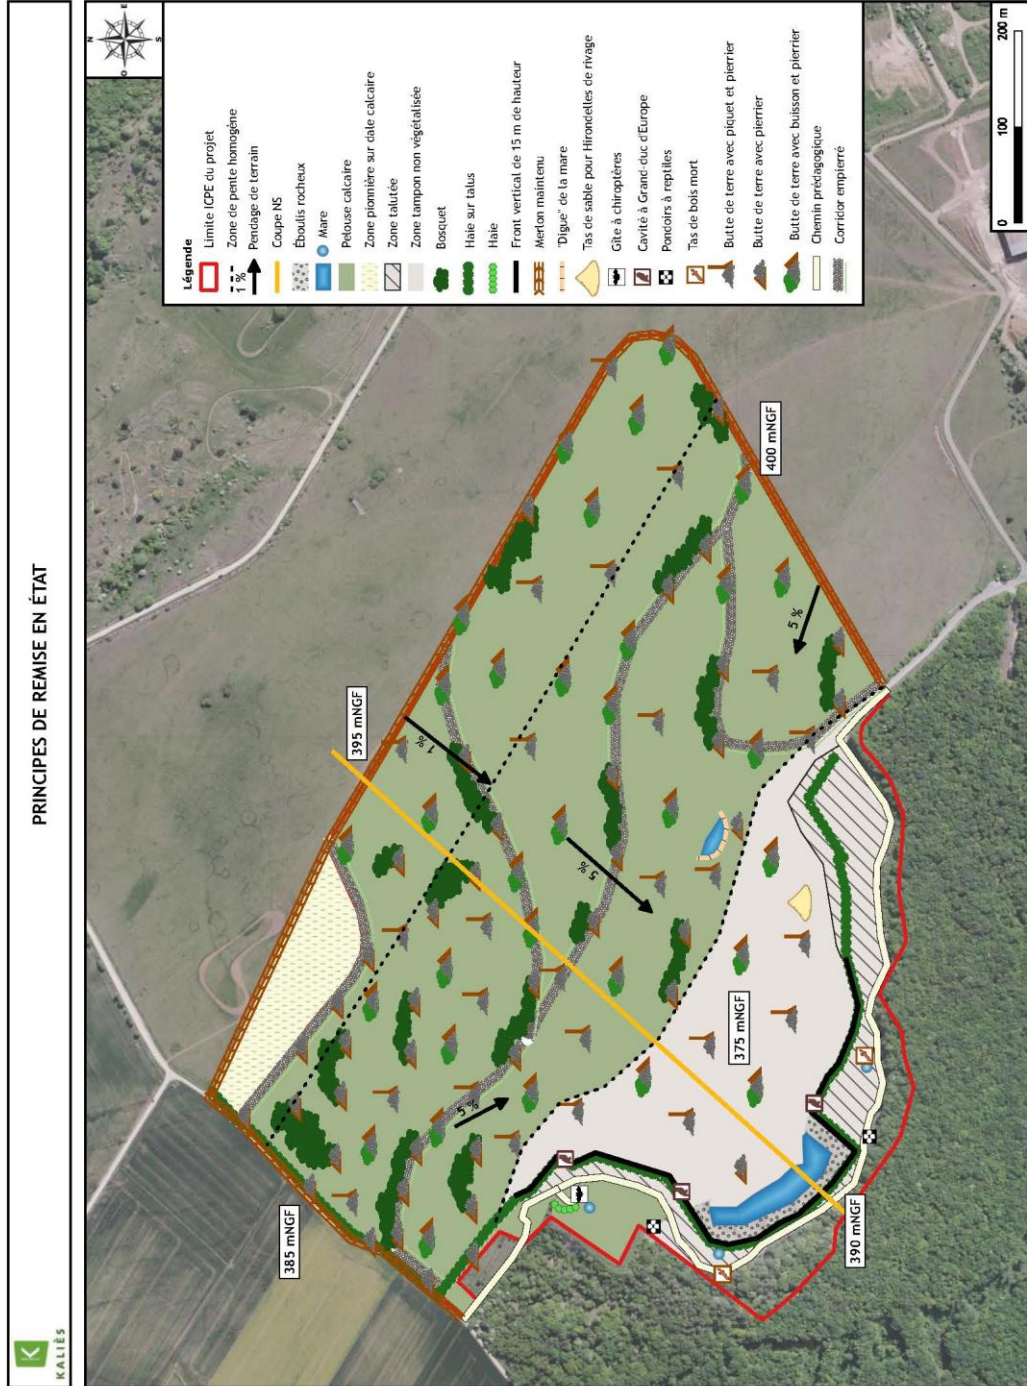 PRINCIPES DE REMISE EN ÉTAT
KALIÈS
N
E
S
O
Légende
Limite ICPE du projet
Zone de pente homogène
1 %
Pendage de terrain
Coupe NS
Éboulis rocheux
Mare
Pelouse calcaire
Zone pionnière sur dale calcaire
Zone talutée
Zone tampon non végétalisée
Bosquet
Haie sur talus
Haie
Front vertical de 15 m de hauteur
Merlon maintenu
"Digue" de la mare
Tas de sable pour Hirondelles de rivage
Gîte à chiroptères
Cavité à Grand-duc d'Europe
Pondoirs à reptiles
Tas de bois mort
Butte de terre avec piquet et pierrier
Butte de terre avec pierrier
Butte de terre avec buisson et pierrier
Chemin prédagogique
Corridor empierré
0
100
200 m
385 mNGF
395 mNGF
400 mNGF
375 mNGF
390 mNGF
1 %
5 %
5 %
5 %